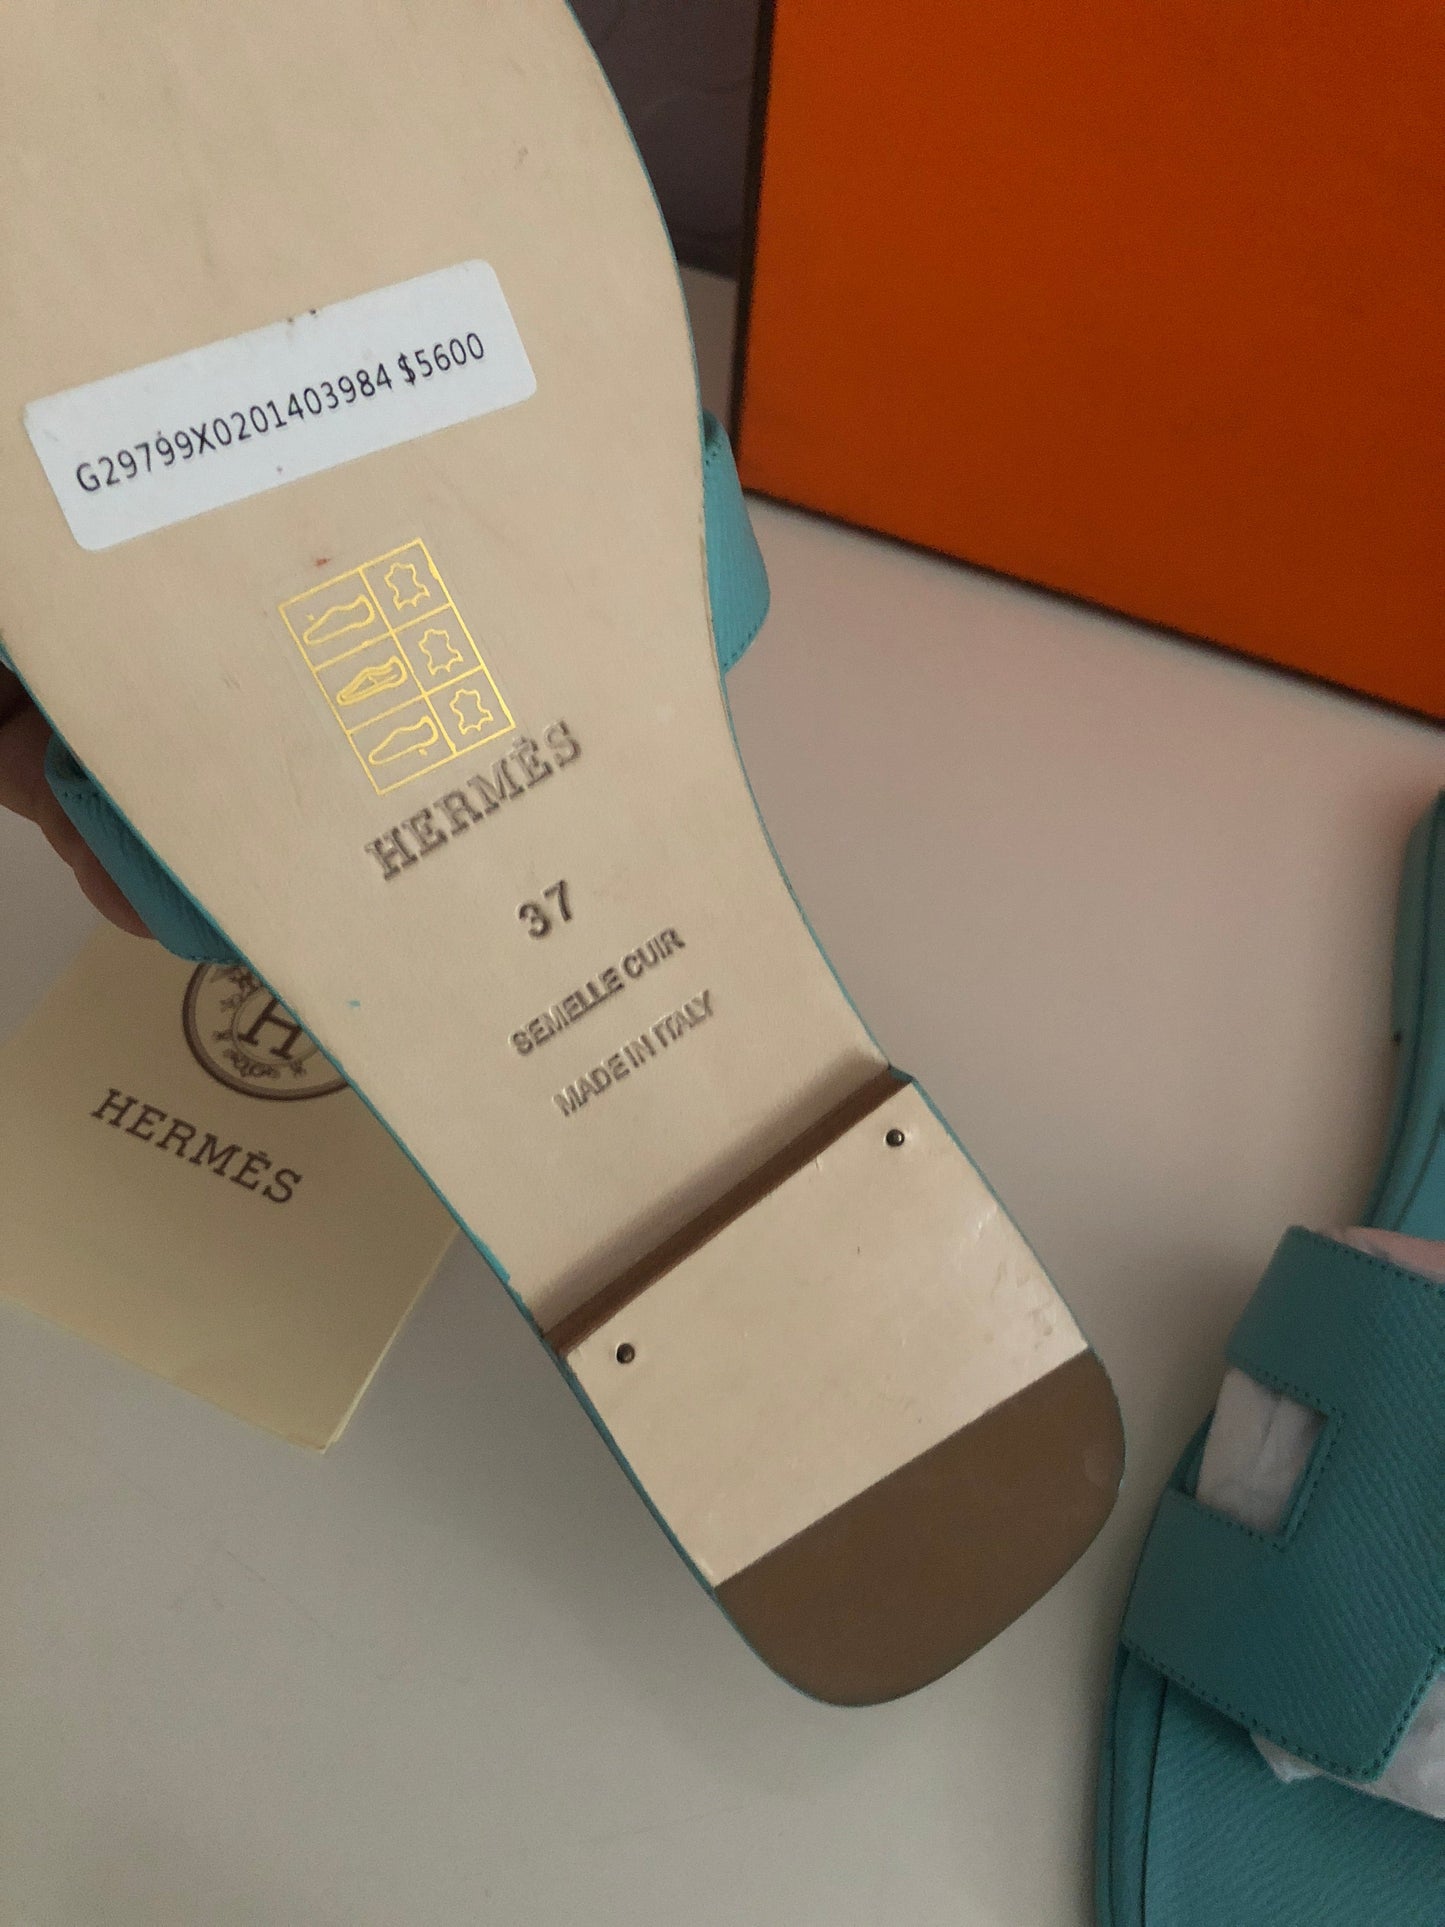 G29799X0201403984 $5600
HERMÈS
37
SEMELLE CUIR
MADE IN ITALY
H
HERMÈS